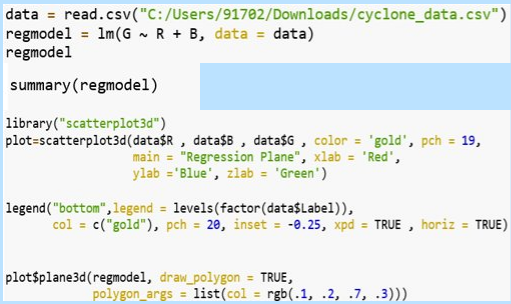 data = read.csv("C:/Users/91702/Downloads/cyclone_data.csv")
regmodel = lm(G ~ R + B, data = data)
regmodel
summary(regmodel)
library("scatterplot3d")
plot=scatterplot3d(data$R , data$B , data$G , color = 'gold', pch = 19,
main = "Regression Plane", xlab = 'Red',
ylab ='Blue', zlab = 'Green')
legend("bottom",legend = levels(factor(data$Label)),
col = c("gold"), pch = 20, inset = -0.25, xpd = TRUE , horiz = TRUE)
plot$plane3d(regmodel, draw_polygon = TRUE,
polygon_args = list(col = rgb(.1, .2, .7, .3)))